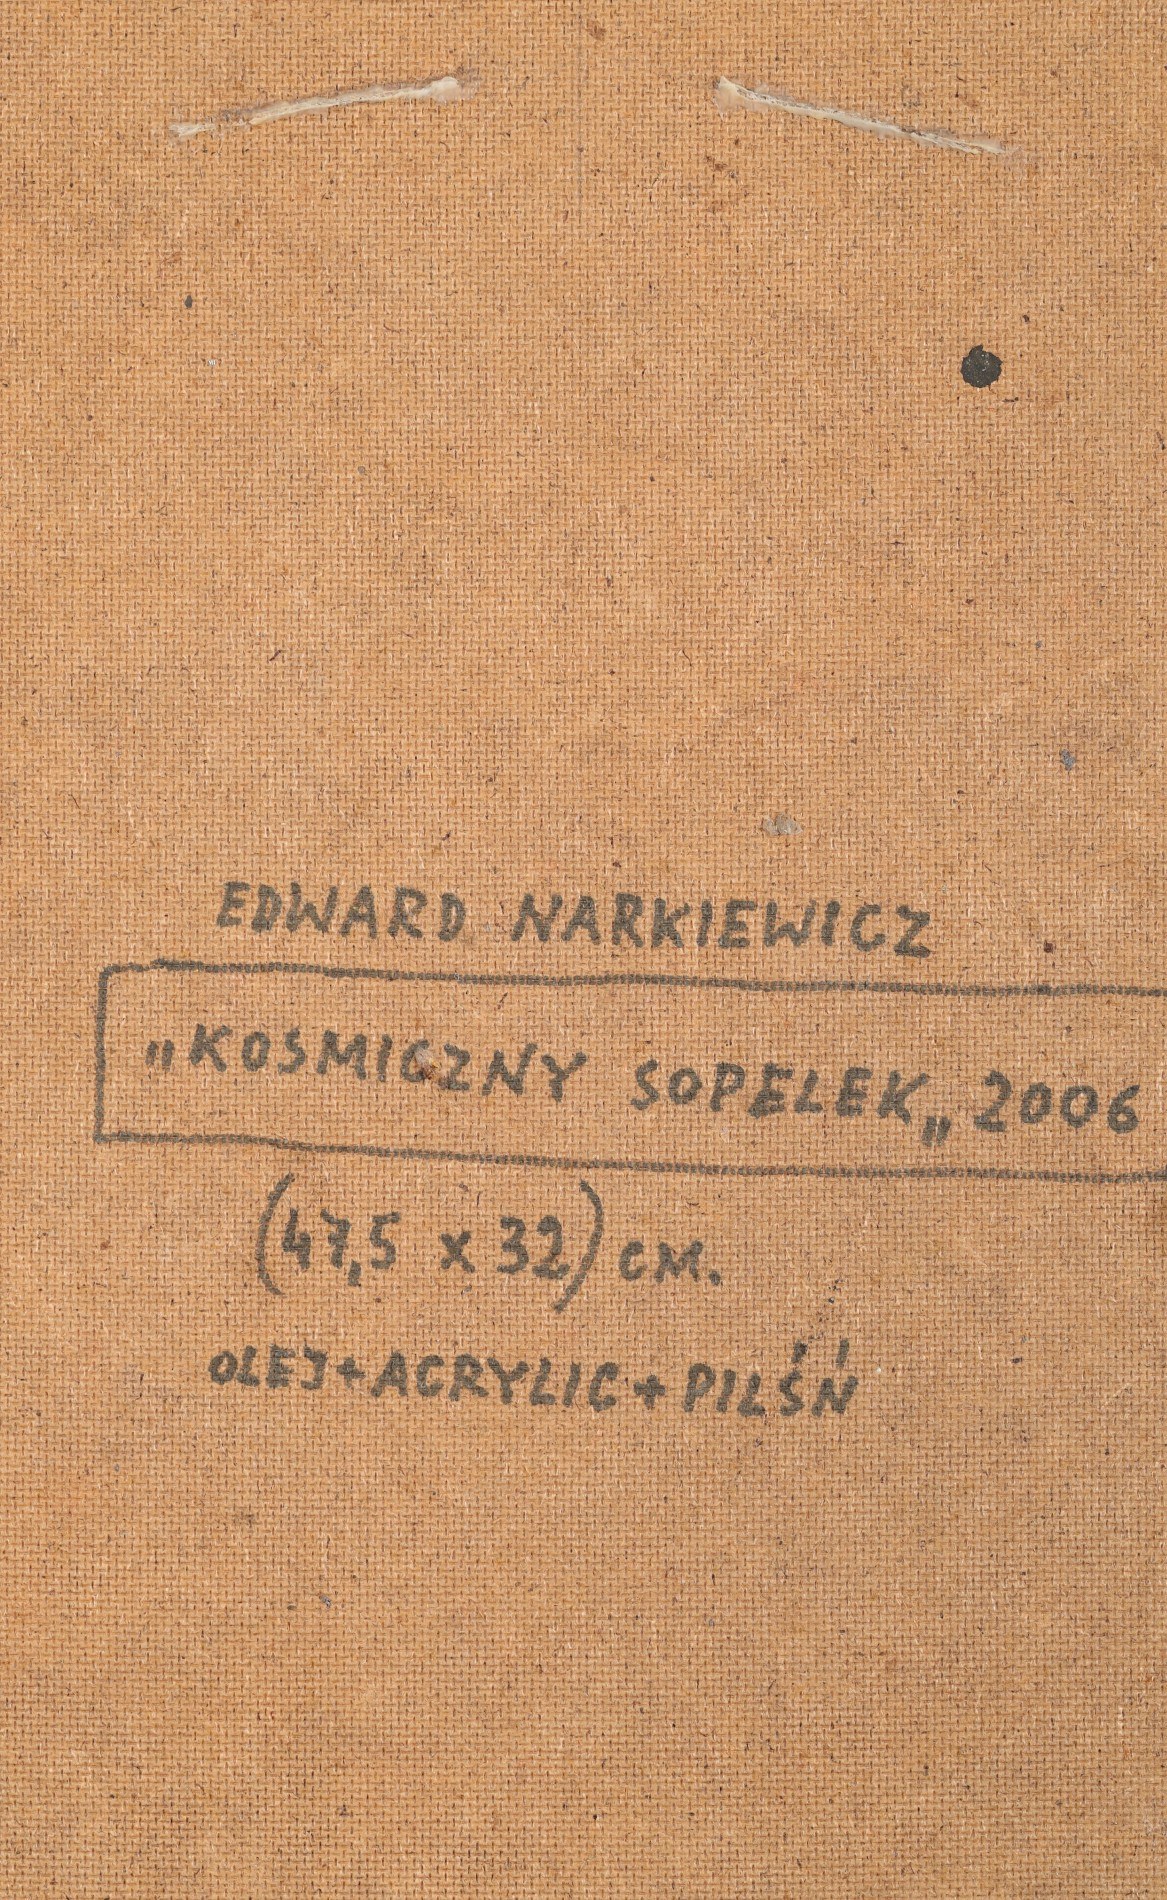 EDWARD NARKIEWICZ
„KOSMICZNY SOPELEK„ 2006
(47,5 x 32) CM.
OLEJ+ACRYLIC+PILŚŃ